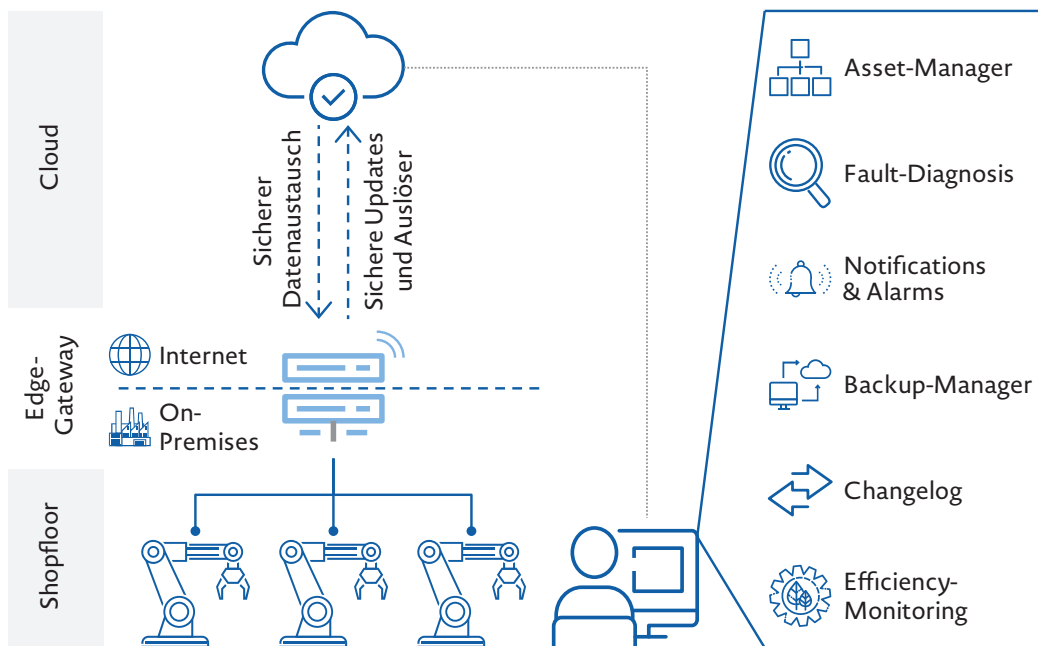 Cloud
Sicherer
Datenaustausch
Sichere Updates
und Auslöser
Edge-
Gateway
Internet
On-
Premises
Shopfloor
Asset-Manager
Fault-Diagnosis
Notifications
& Alarms
Backup-Manager
Changelog
Efficiency-
Monitoring